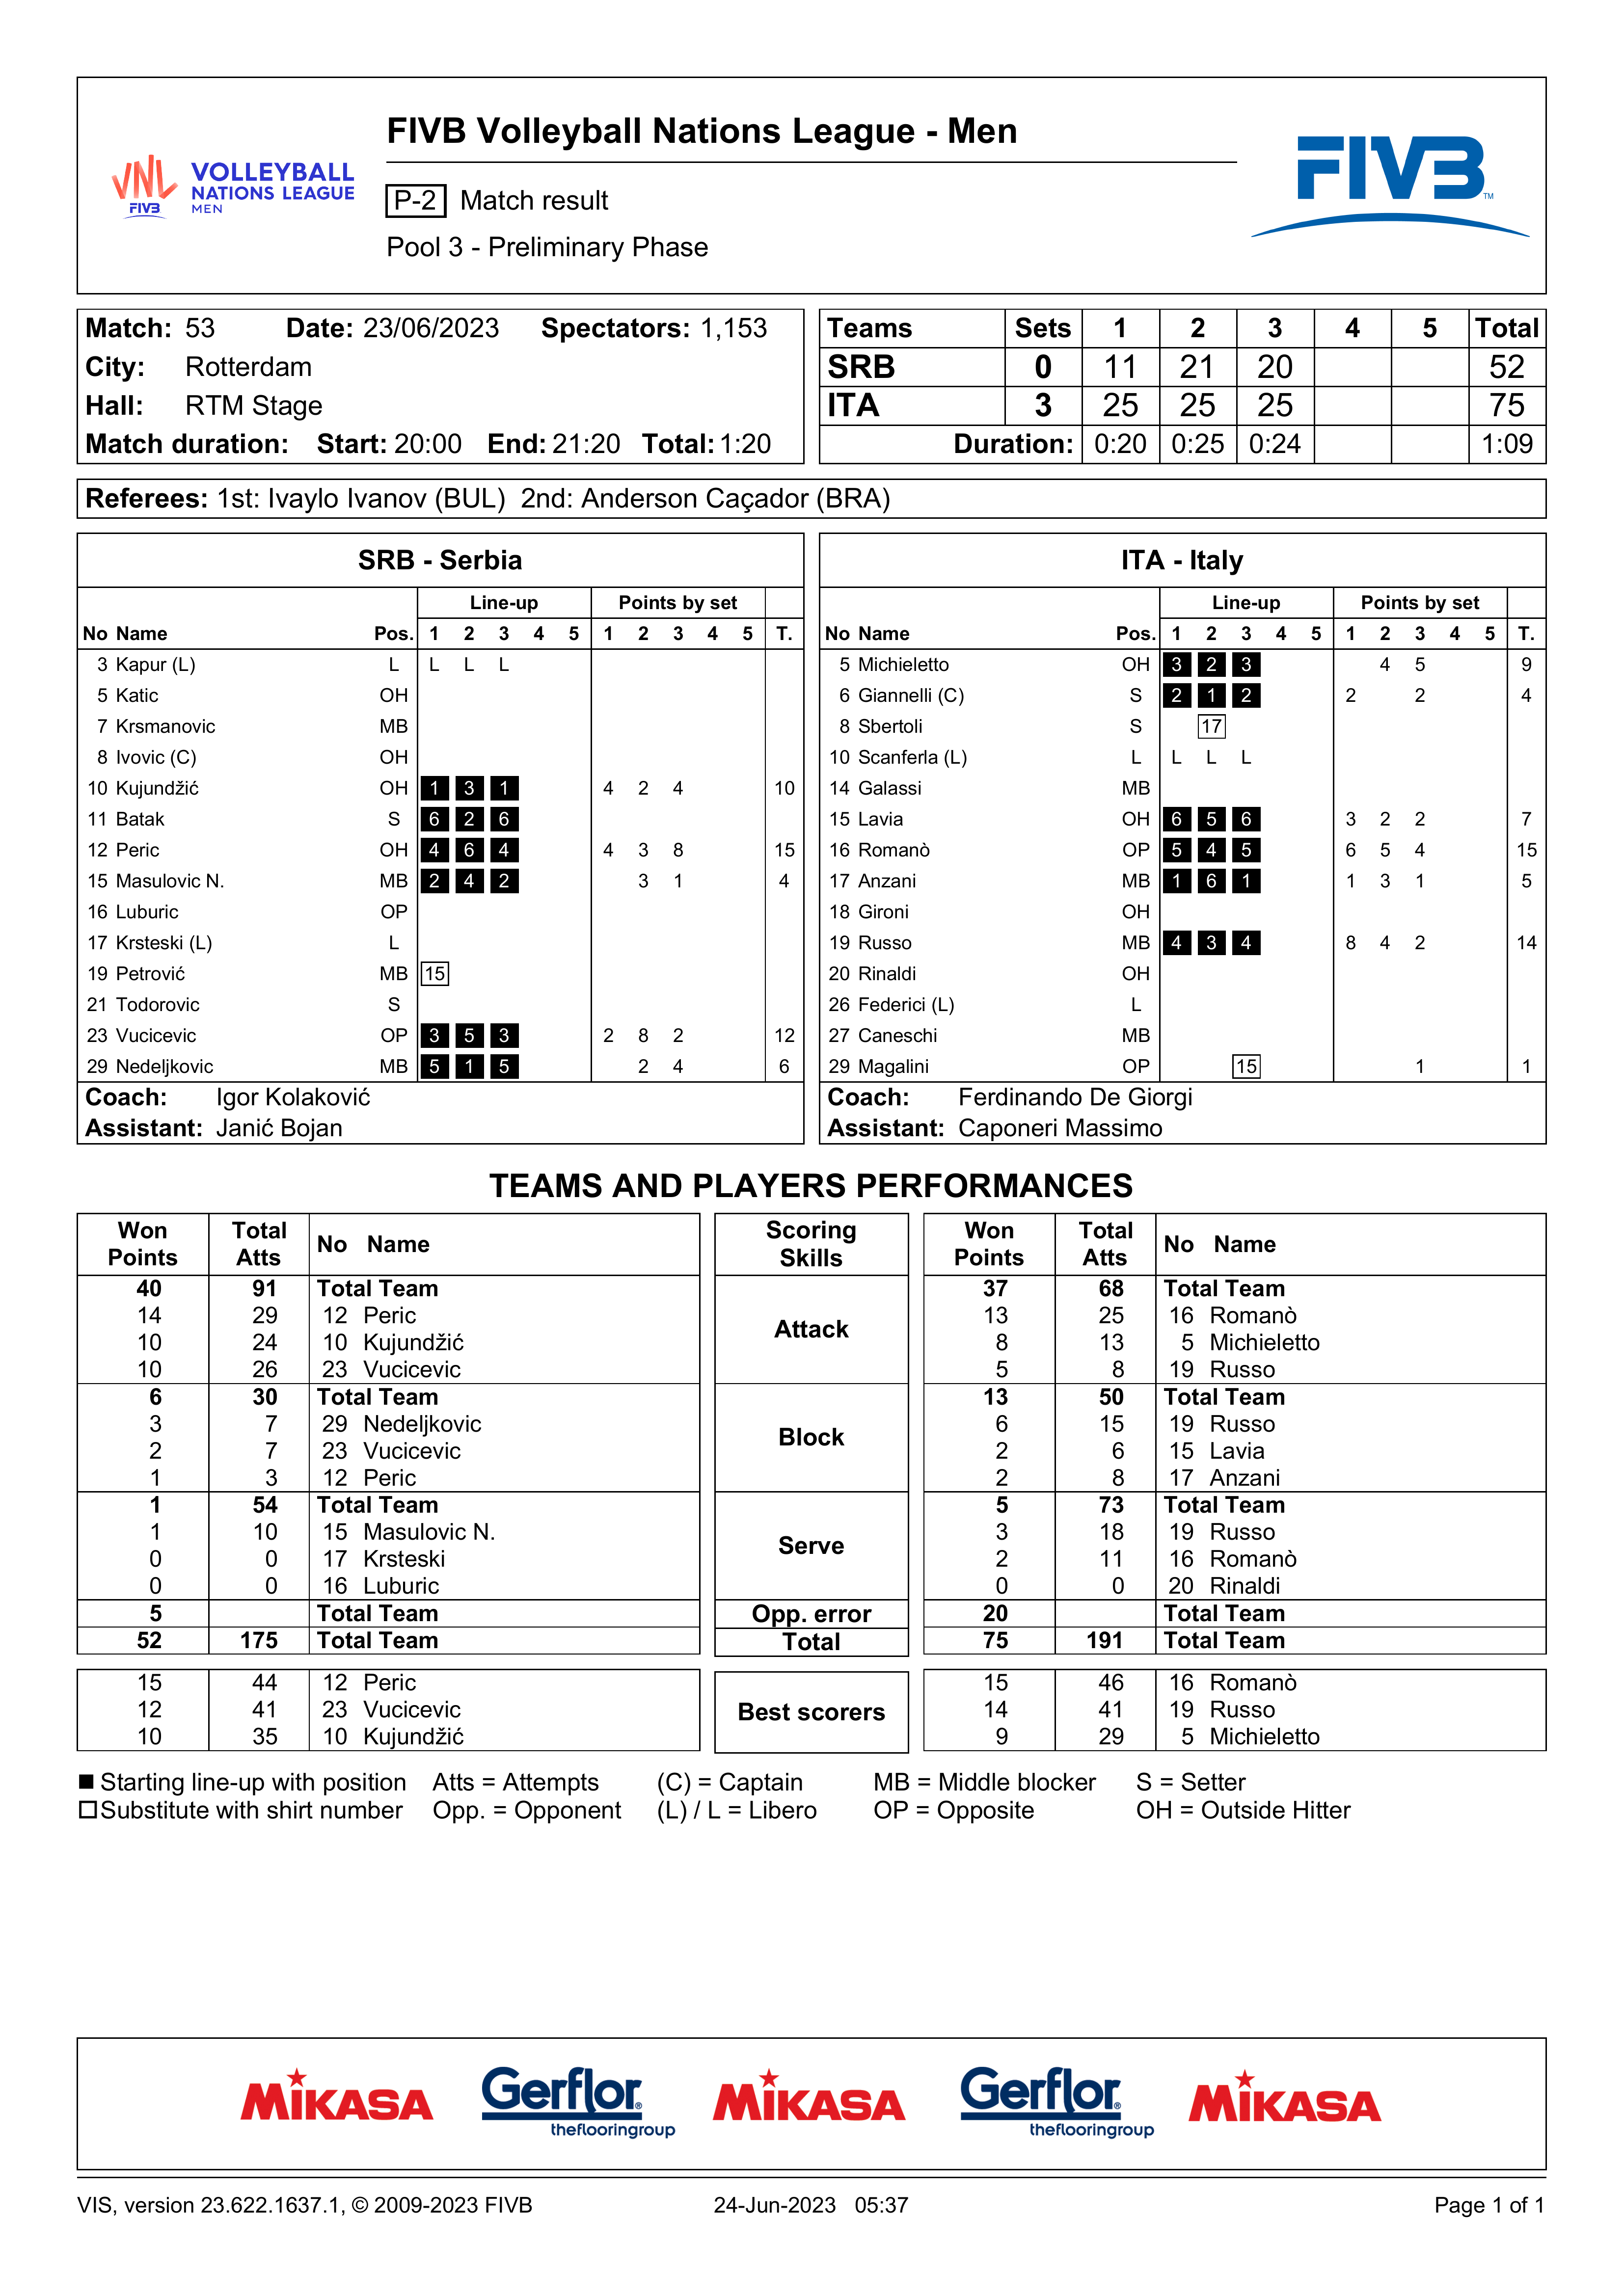 FIVB Volleyball Nations League - Men
VNL FIVB VOLLEYBALL NATIONS LEAGUE MEN
P-2 Match result
Pool 3 - Preliminary Phase
FIVB TM
Match: 53 Date: 23/06/2023 Spectators: 1,153
City: Rotterdam
Hall: RTM Stage
Match duration: Start: 20:00 End: 21:20 Total: 1:20
Teams Sets 1 2 3 4 5 Total
SRB 0 11 21 20 52
ITA 3 25 25 25 75
Duration: 0:20 0:25 0:24 1:09
Referees: 1st: Ivaylo Ivanov (BUL) 2nd: Anderson Caçador (BRA)
SRB - Serbia
Line-up Points by set
No Name Pos. 1 2 3 4 5 1 2 3 4 5 T.
3 Kapur (L) L L L L
5 Katic OH
7 Krsmanovic MB
8 Ivovic (C) OH
10 Kujundžić OH 1 3 1 4 2 4 10
11 Batak S 6 2 6
12 Peric OH 4 6 4 4 3 8 15
15 Masulovic N. MB 2 4 2 3 1 4
16 Luburic OP
17 Krsteski (L) L
19 Petrović MB 15
21 Todorovic S
23 Vucicevic OP 3 5 3 2 8 2 12
29 Nedeljkovic MB 5 1 5 2 4 6
Coach: Igor Kolaković
Assistant: Janić Bojan
ITA - Italy
Line-up Points by set
No Name Pos. 1 2 3 4 5 1 2 3 4 5 T.
5 Michieletto OH 3 2 3 4 5 9
6 Giannelli (C) S 2 1 2 2 2 4
8 Sbertoli S 17
10 Scanferla (L) L L L L
14 Galassi MB
15 Lavia OH 6 5 6 3 2 2 7
16 Romanò OP 5 4 5 6 5 4 15
17 Anzani MB 1 6 1 1 3 1 5
18 Gironi OH
19 Russo MB 4 3 4 8 4 2 14
20 Rinaldi OH
26 Federici (L) L
27 Caneschi MB
29 Magalini OP 15 1 1
Coach: Ferdinando De Giorgi
Assistant: Caponeri Massimo
TEAMS AND PLAYERS PERFORMANCES
Won Points Total Atts No Name Scoring Skills Won Points Total Atts No Name
40 91 Total Team Attack 37 68 Total Team
14 29 12 Peric 13 25 16 Romanò
10 24 10 Kujundžić 8 13 5 Michieletto
10 26 23 Vucicevic 5 8 19 Russo
6 30 Total Team Block 13 50 Total Team
3 7 29 Nedeljkovic 6 15 19 Russo
2 7 23 Vucicevic 2 6 15 Lavia
1 3 12 Peric 2 8 17 Anzani
1 54 Total Team Serve 5 73 Total Team
1 10 15 Masulovic N. 3 18 19 Russo
0 0 17 Krsteski 2 11 16 Romanò
0 0 16 Luburic 0 0 20 Rinaldi
5 Total Team Opp. error 20 Total Team
52 175 Total Team Total 75 191 Total Team
15 44 12 Peric Best scorers 15 46 16 Romanò
12 41 23 Vucicevic 14 41 19 Russo
10 35 10 Kujundžić 9 29 5 Michieletto
Starting line-up with position Atts = Attempts (C) = Captain MB = Middle blocker S = Setter
Substitute with shirt number Opp. = Opponent (L) / L = Libero OP = Opposite OH = Outside Hitter
MIKASA Gerflor® theflooringgroup MIKASA Gerflor® theflooringgroup MIKASA
VIS, version 23.622.1637.1, © 2009-2023 FIVB 24-Jun-2023 05:37 Page 1 of 1